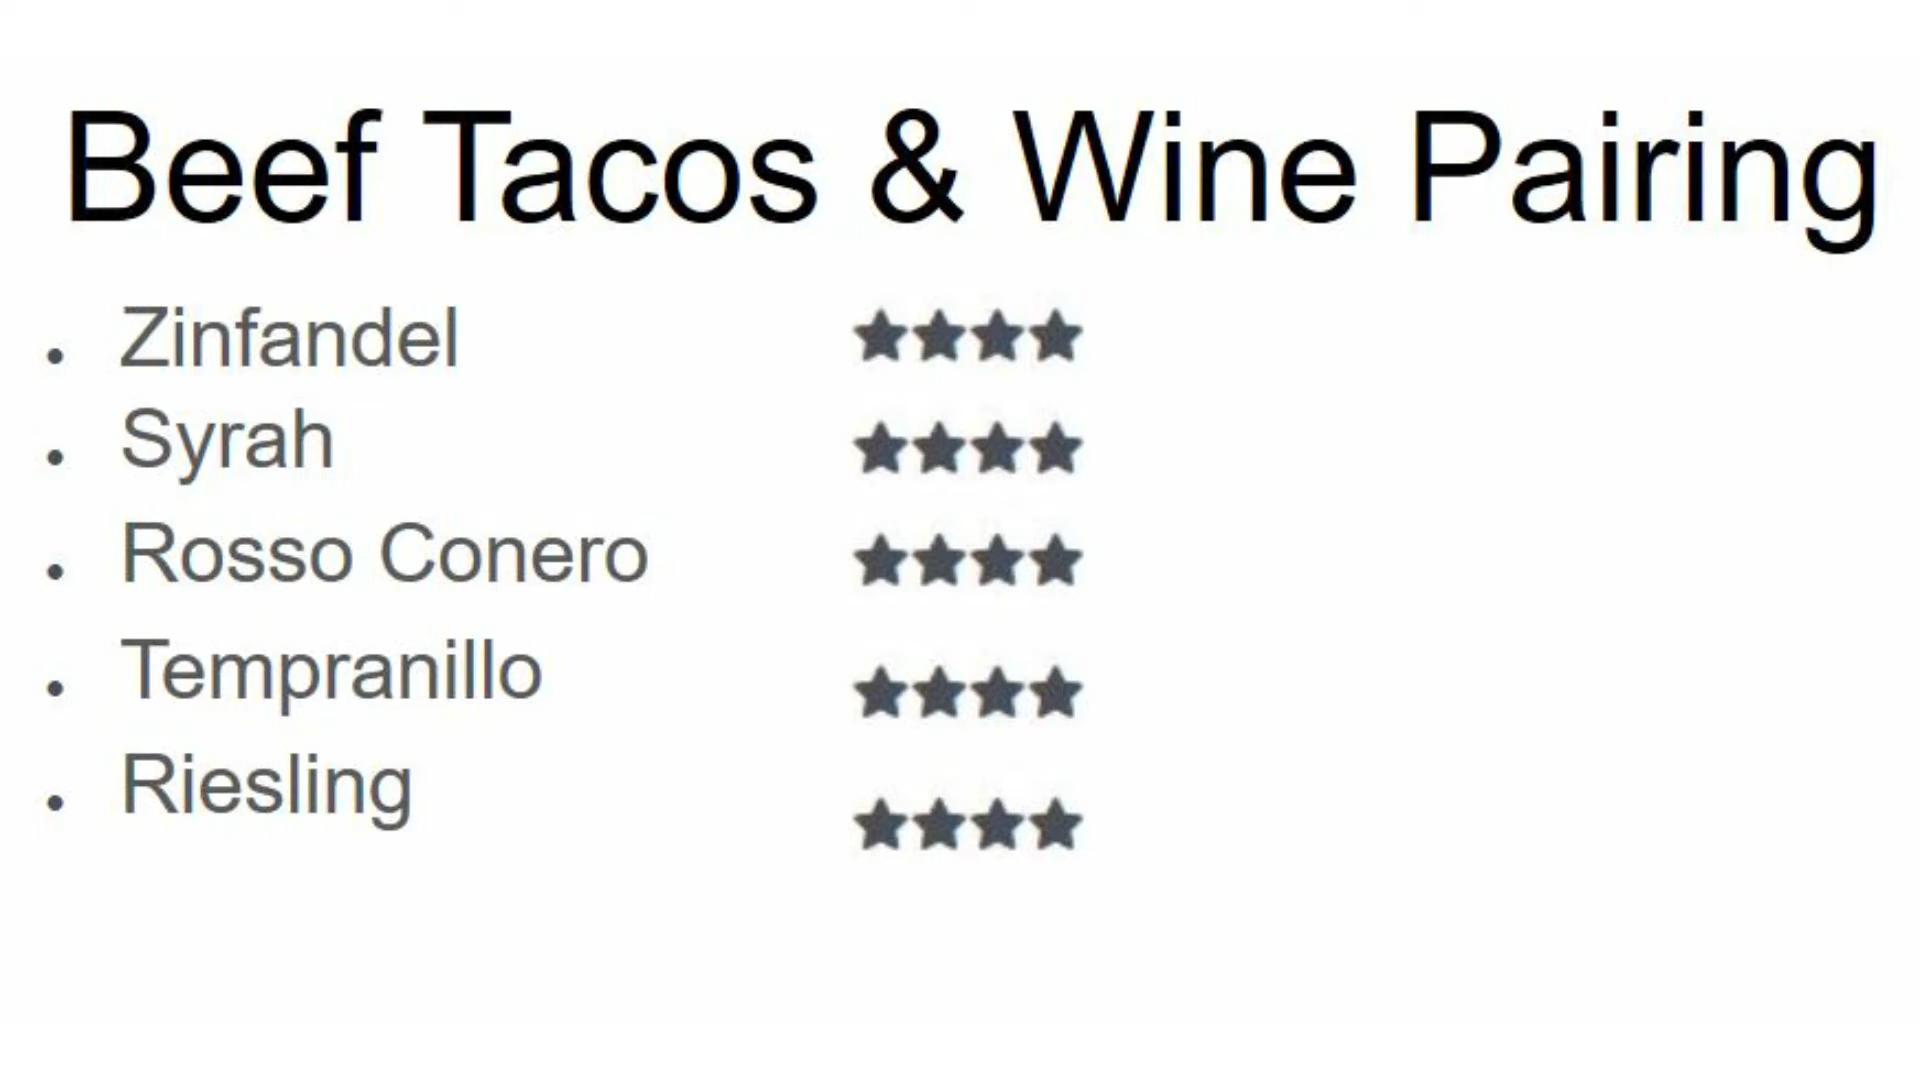 Beef Tacos & Wine Pairing
• Zinfandel ★★★★
• Syrah ★★★★
• Rosso Conero ★★★★
• Tempranillo ★★★★
• Riesling ★★★★